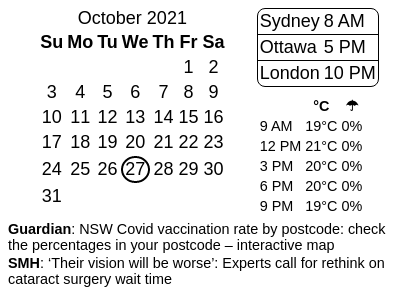 October 2021
Su Mo Tu We Th Fr Sa
1 2
3 4 5 6 7 8 9
10 11 12 13 14 15 16
17 18 19 20 21 22 23
24 25 26 27 28 29 30
31
Sydney 8 AM
Ottawa 5 PM
London 10 PM
°C ☂
9 AM 19°C 0%
12 PM 21°C 0%
3 PM 20°C 0%
6 PM 20°C 0%
9 PM 19°C 0%
Guardian: NSW Covid vaccination rate by postcode: check
the percentages in your postcode – interactive map
SMH: ‘Their vision will be worse’: Experts call for rethink on
cataract surgery wait time